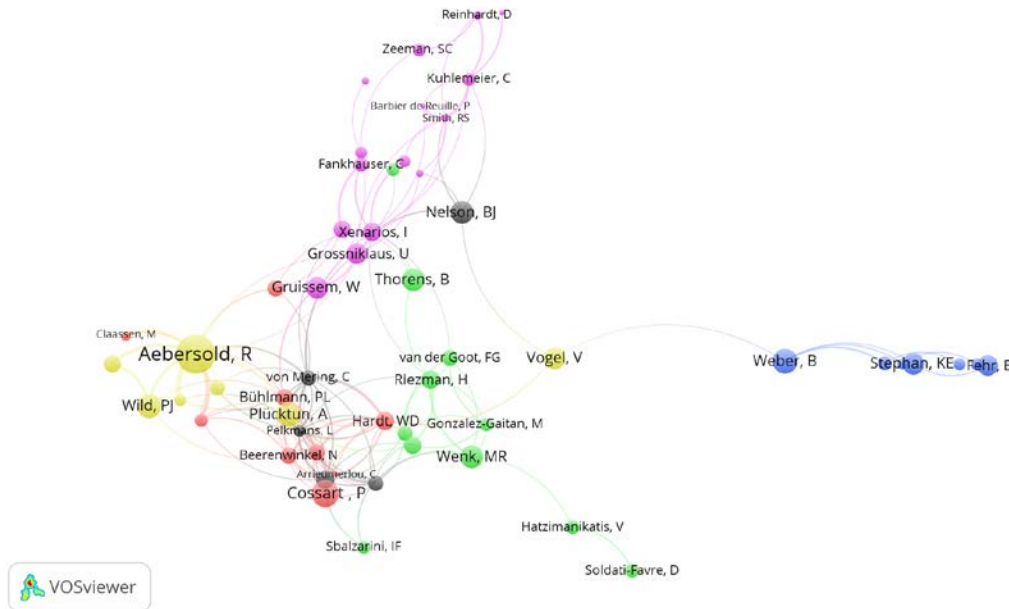 Reinhardt, D
Zeeman, SC
Kuhlemeier, C
Barbier de Reuille, P
Smith, RS
Fankhauser, C
Nelson, BJ
Xenarios, I
Grossniklaus, U
Thorens, B
Gruissem, W
Claassen, M
Aebersold, R
van der Goot, FG
Vogel, V
Weber, B
Stephan, KE
Fehr, E
von Mering, C
Riezman, H
Bühlmann, PL
Wild, PJ
Plücktun, A
Hardt, WD
Gonzalez-Gaitan, M
Pelkmans, L
Beerenwinkel, N
Wenk, MR
Arrieumerlou, C
Cossart , P
Hatzimanikatis, V
Sbalzarini, IF
Soldati-Favre, D
VOSviewer